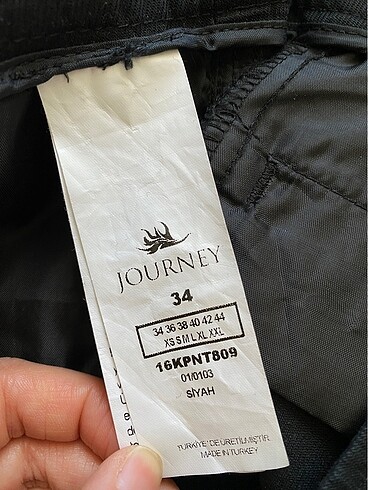 JOURNEY
34
34 36 38 40 42 44
XS S M L XL XXL
16KPNT809
01/0103
SİYAH
TÜRKİYE'DE ÜRETİLMİŞTİR
MADE IN TURKEY